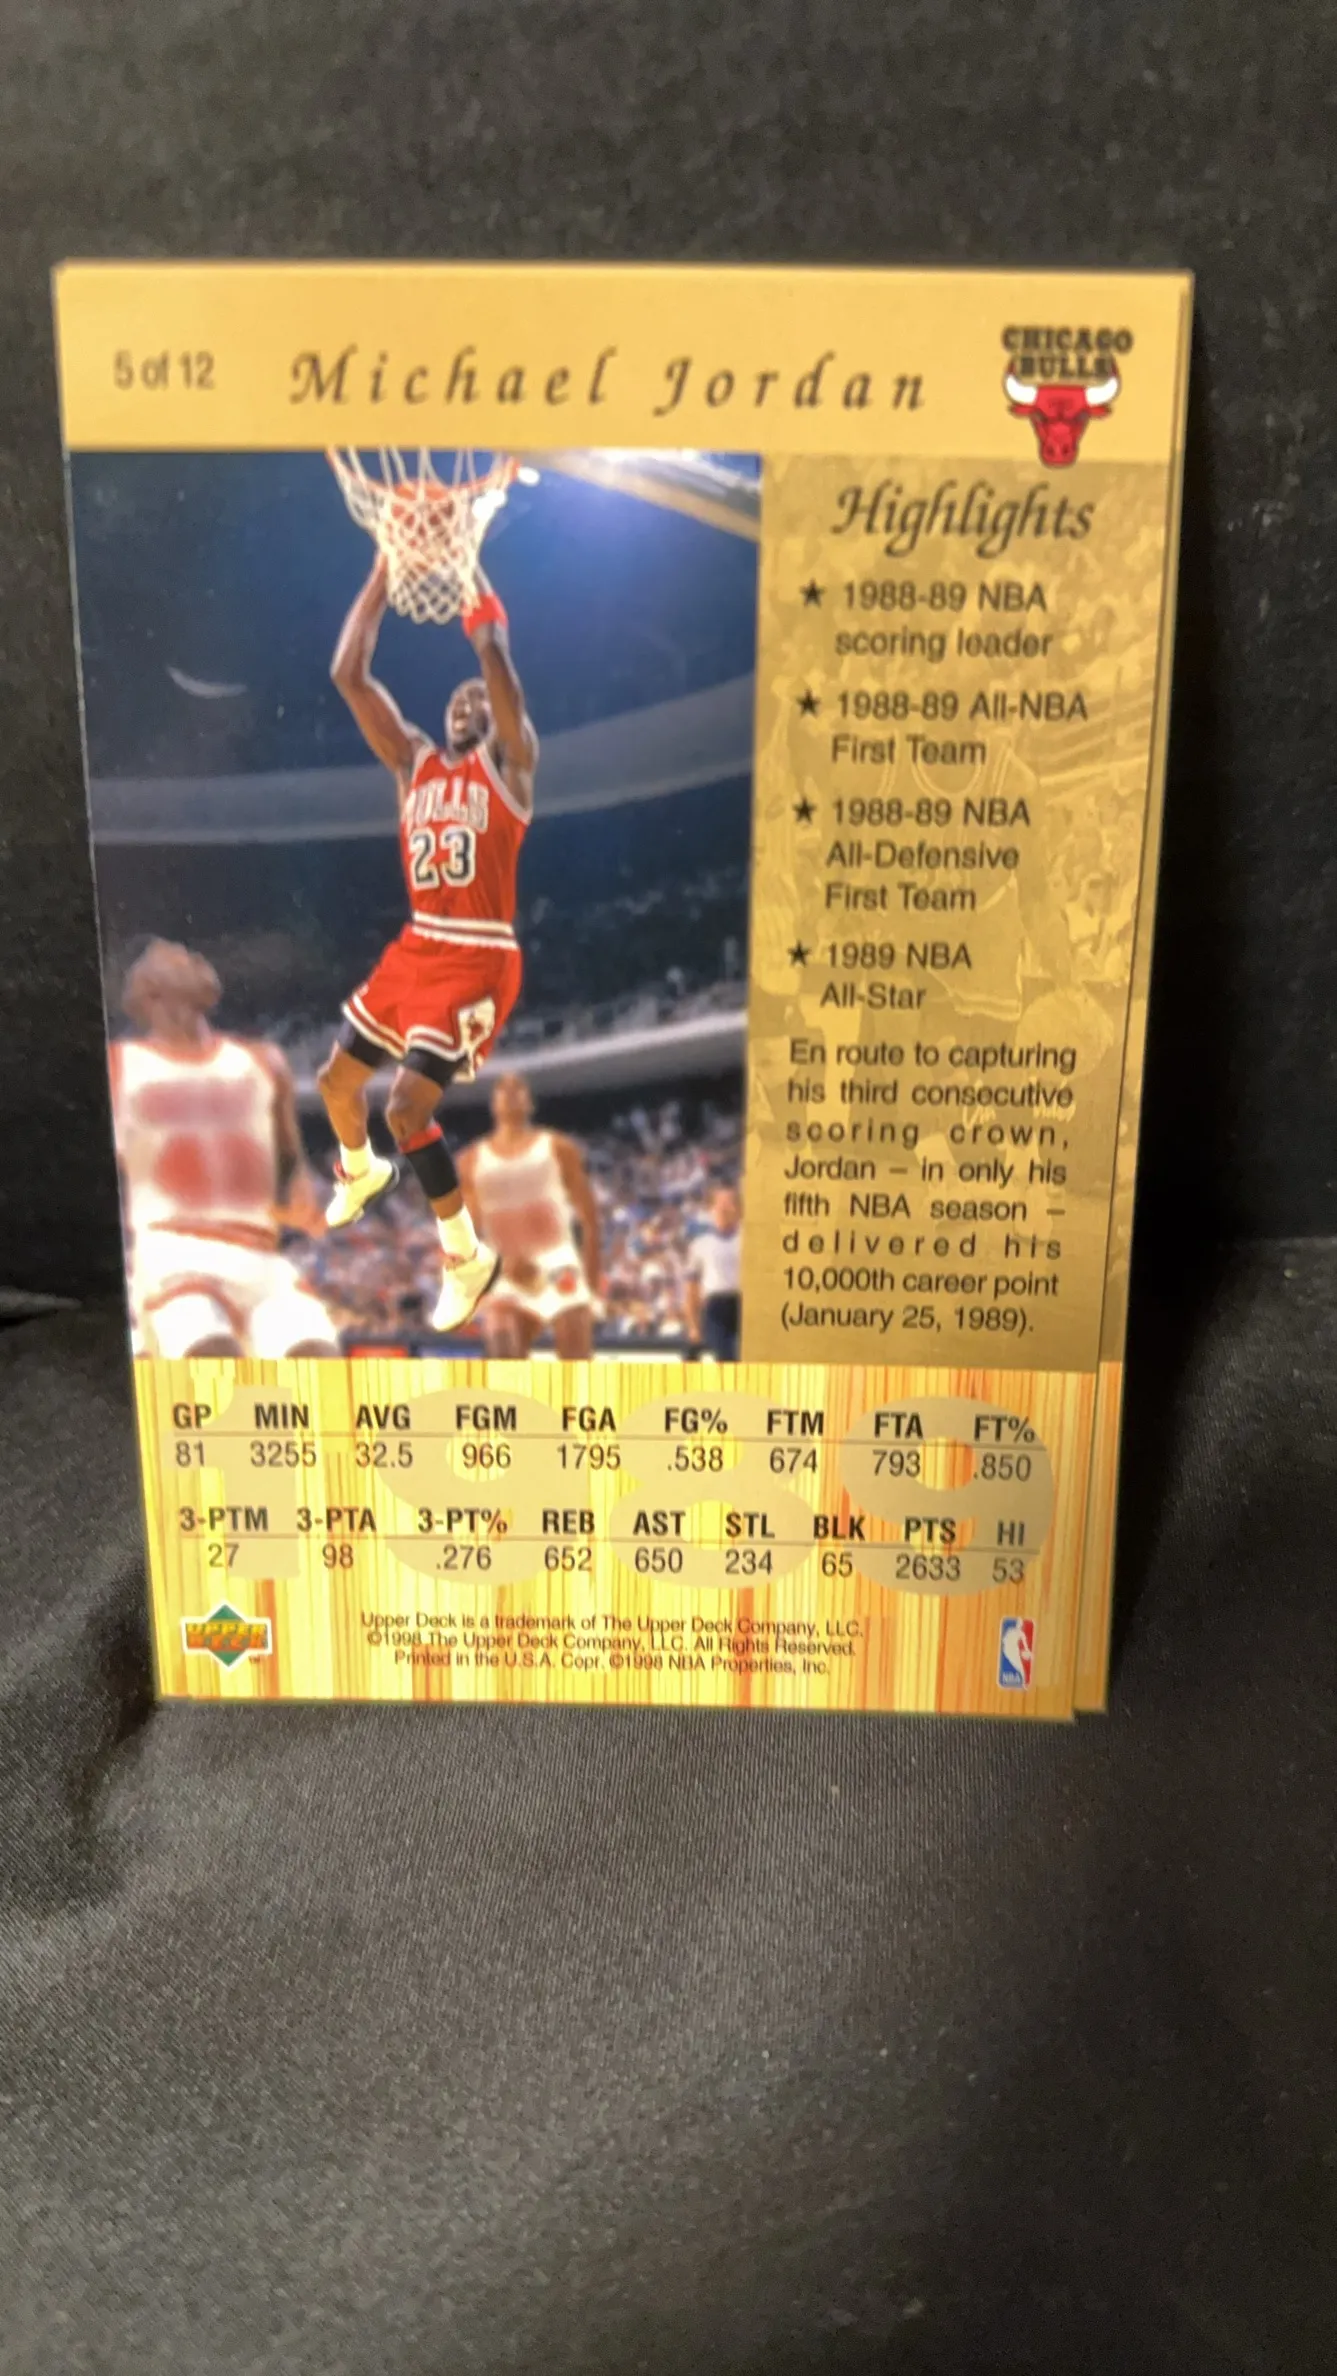 5 of 12 Michael Jordan
CHICAGO
BULLS
BULLS
23
Highlights
★ 1988-89 NBA
scoring leader
★ 1988-89 All-NBA
First Team
★ 1988-89 NBA
All-Defensive
First Team
★ 1989 NBA
All-Star
En route to capturing
his third consecutive
scoring crown,
Jordan – in only his
fifth NBA season –
delivered his
10,000th career point
(January 25, 1989).
1989
GP MIN AVG FGM FGA FG% FTM FTA FT%
81 3255 32.5 966 1795 .538 674 793 .850
3-PTM 3-PTA 3-PT% REB AST STL BLK PTS HI
27 98 .276 652 650 234 65 2633 53
UPPER
DECK
Upper Deck is a trademark of The Upper Deck Company, LLC.
©1998 The Upper Deck Company, LLC. All Rights Reserved.
Printed in the U.S.A. Copr. ©1998 NBA Properties, Inc.
NBA